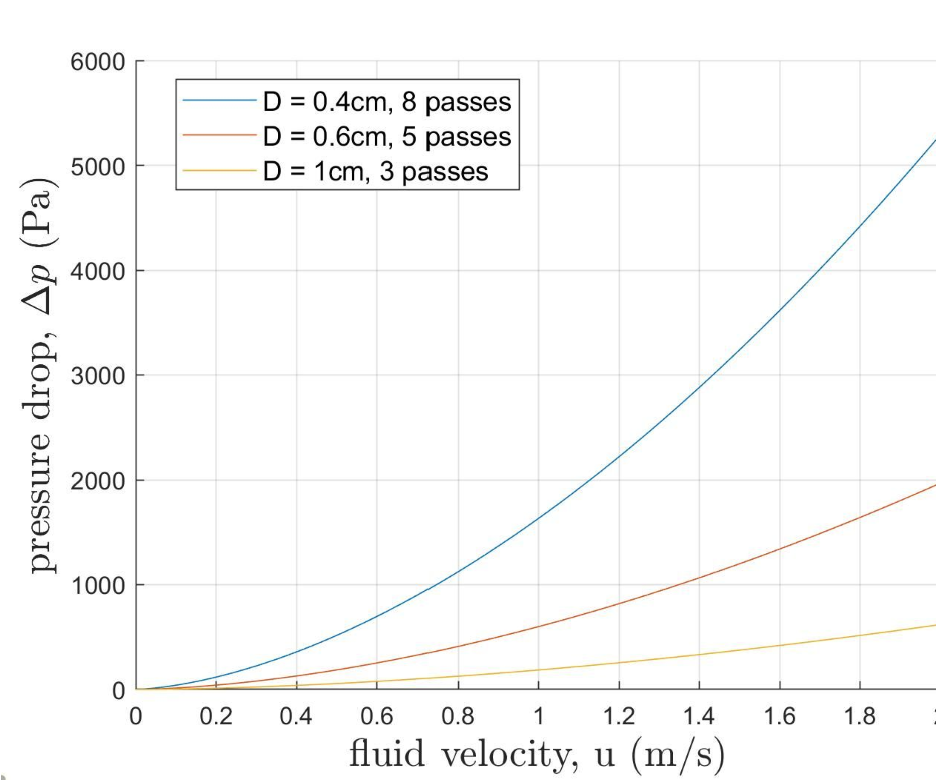 6000
5000
4000
3000
2000
1000
0
pressure drop, Δp (Pa)
D = 0.4cm, 8 passes
D = 0.6cm, 5 passes
D = 1cm, 3 passes
0 0.2 0.4 0.6 0.8 1 1.2 1.4 1.6 1.8
fluid velocity, u (m/s)